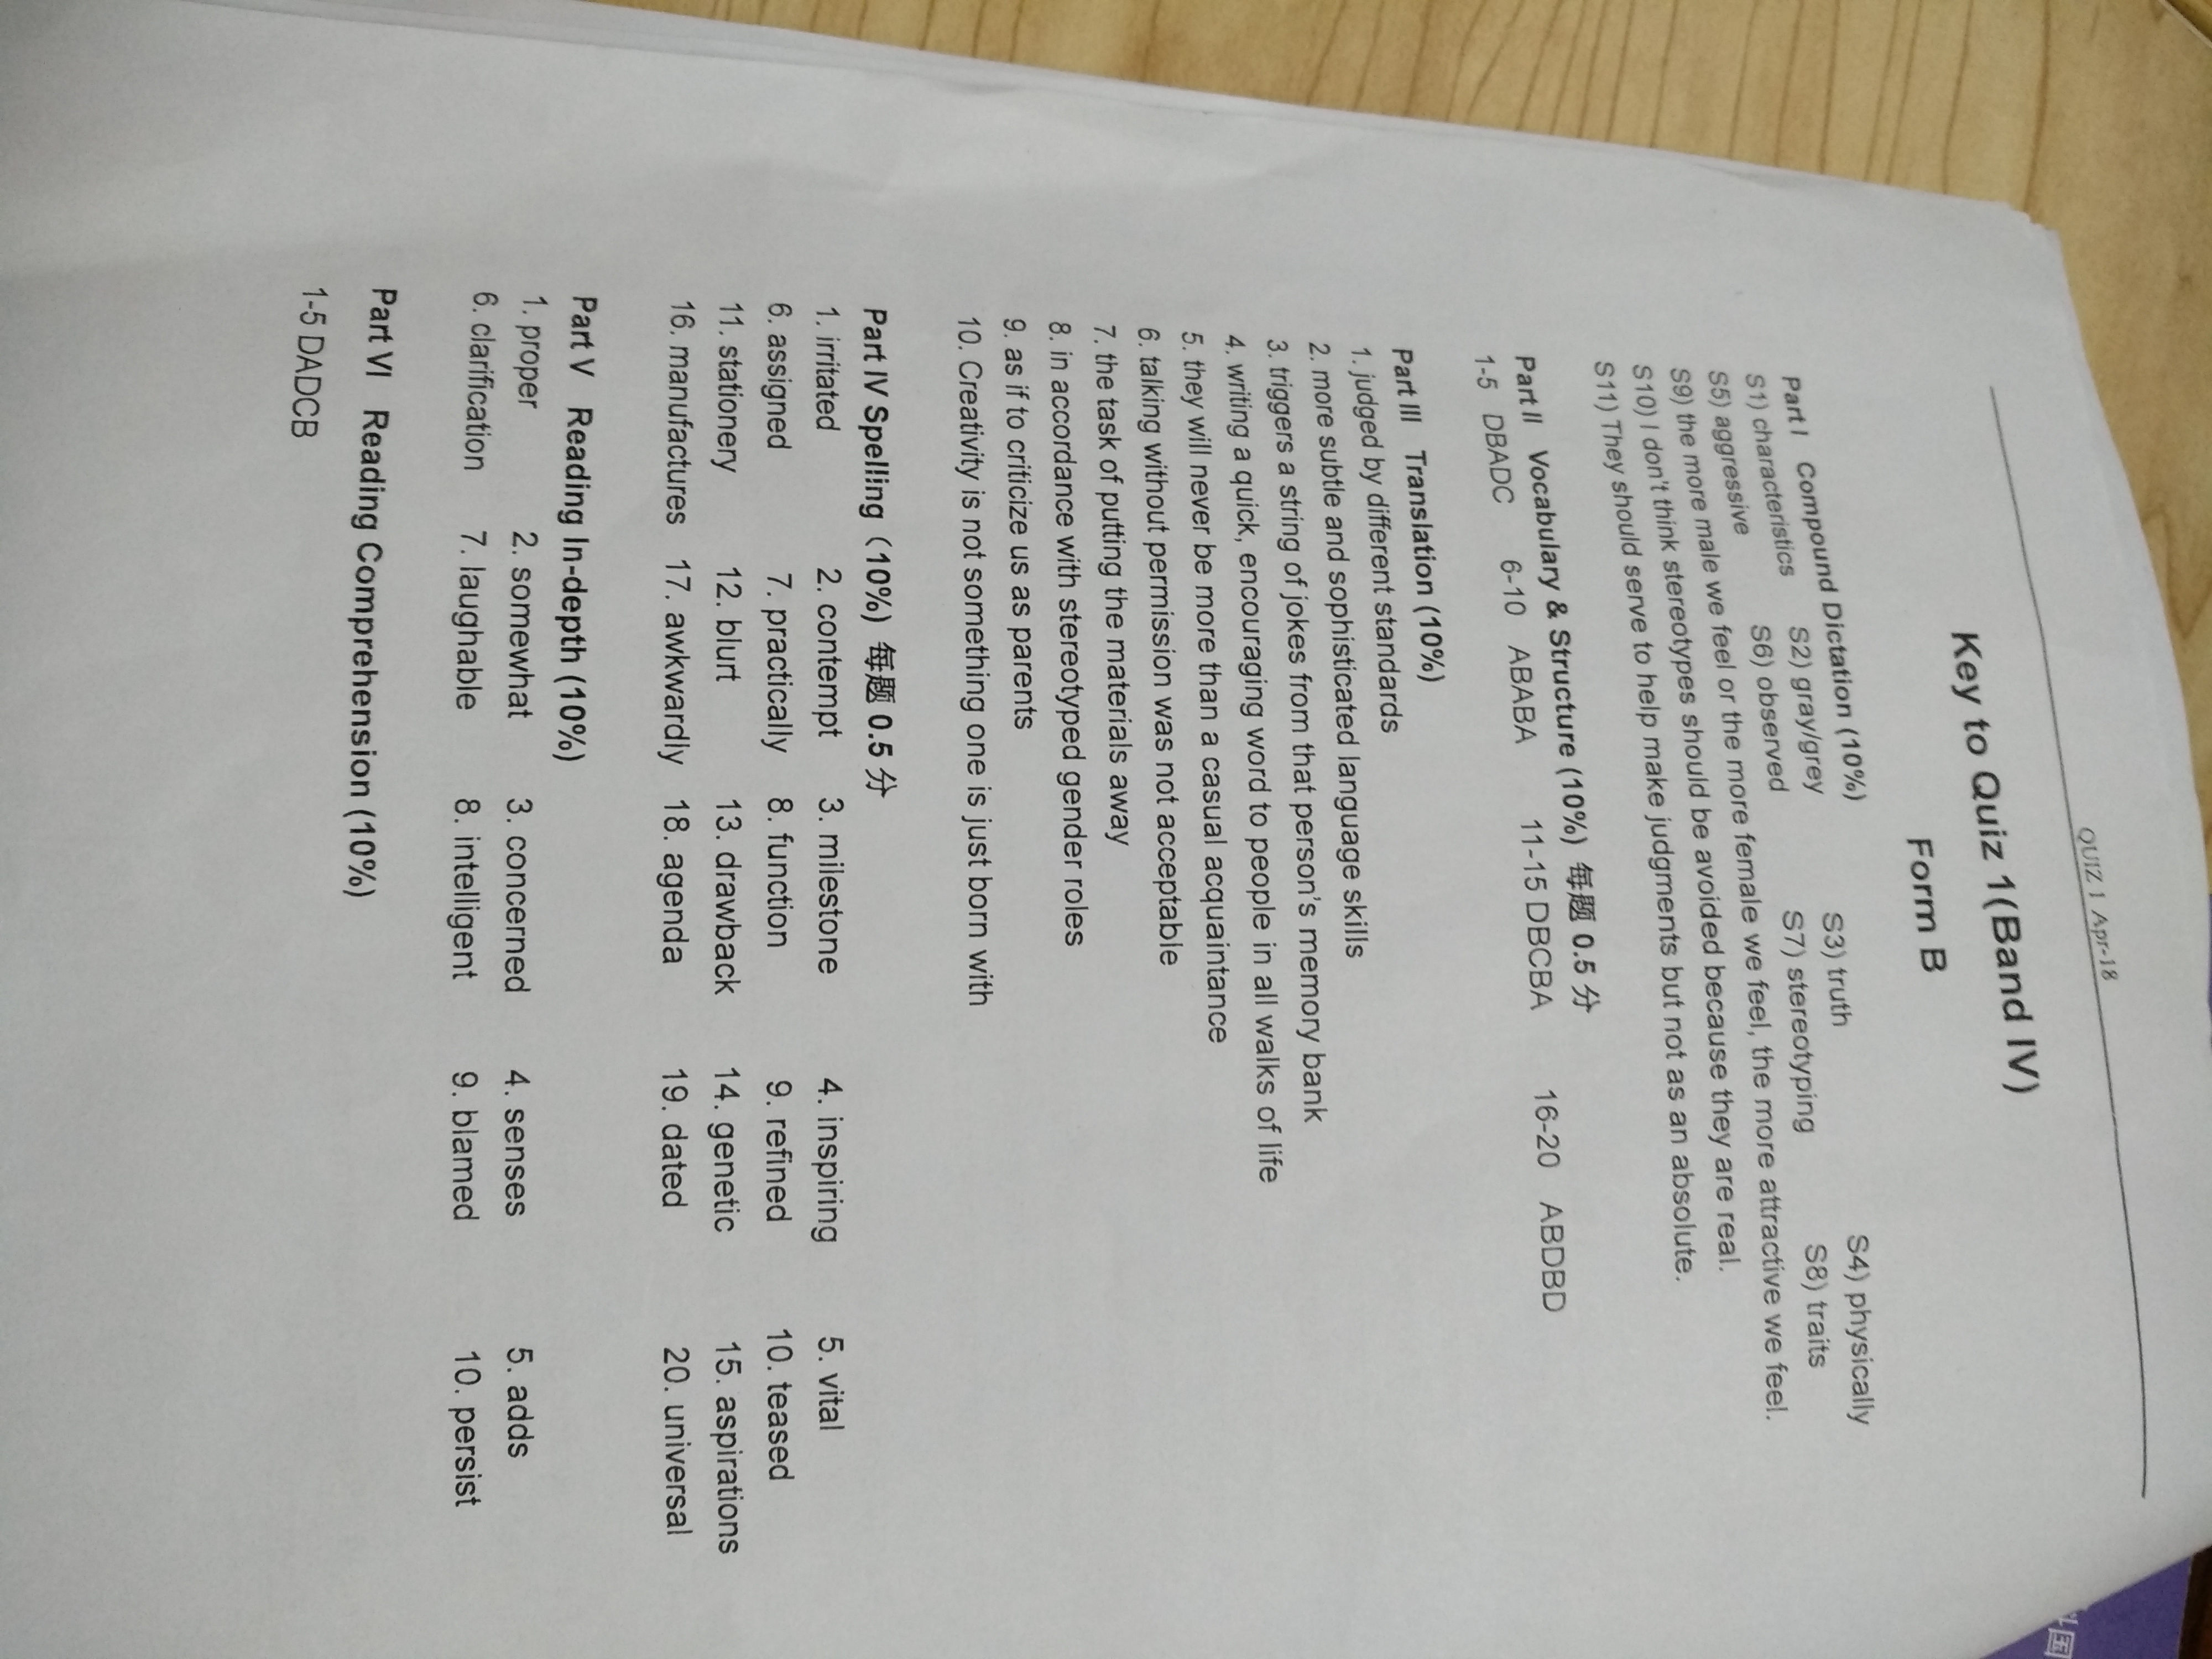 QUIZ 1 Apr-18
国
Key to Quiz 1(Band IV)
Form B
Part I Compound Dictation (10%)
S1) characteristics S2) gray/grey S3) truth S4) physically
S5) aggressive S6) observed S7) stereotyping S8) traits
S9) the more male we feel or the more female we feel, the more attractive we feel.
S10) I don't think stereotypes should be avoided because they are real.
S11) They should serve to help make judgments but not as an absolute.
Part II Vocabulary & Structure (10%) 每题 0.5 分
1-5 DBADC 6-10 ABABA 11-15 DBCBA 16-20 ABDBD
Part III Translation (10%)
1. judged by different standards
2. more subtle and sophisticated language skills
3. triggers a string of jokes from that person's memory bank
4. writing a quick, encouraging word to people in all walks of life
5. they will never be more than a casual acquaintance
6. talking without permission was not acceptable
7. the task of putting the materials away
8. in accordance with stereotyped gender roles
9. as if to criticize us as parents
10. Creativity is not something one is just born with
Part IV Spelling（10%）每题 0.5 分
1. irritated 2. contempt 3. milestone 4. inspiring 5. vital
6. assigned 7. practically 8. function 9. refined 10. teased
11. stationery 12. blurt 13. drawback 14. genetic 15. aspirations
16. manufactures 17. awkwardly 18. agenda 19. dated 20. universal
Part V Reading In-depth (10%)
1. proper 2. somewhat 3. concerned 4. senses 5. adds
6. clarification 7. laughable 8. intelligent 9. blamed 10. persist
Part VI Reading Comprehension (10%)
1-5 DADCB